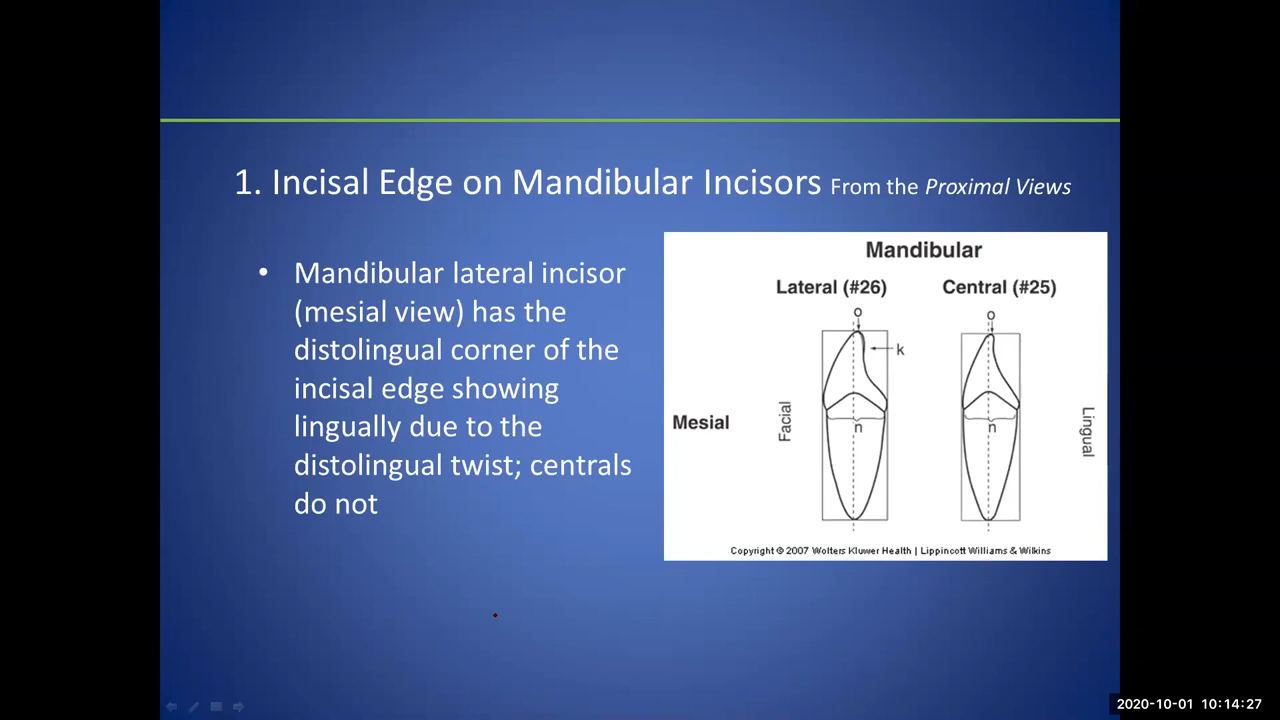 1. Incisal Edge on Mandibular Incisors From the Proximal Views
• Mandibular lateral incisor
(mesial view) has the
distolingual corner of the
incisal edge showing
lingually due to the
distolingual twist; centrals
do not
Mandibular
Lateral (#26) Central (#25)
o o
k
Mesial
Facial
n n
Lingual
Copyright © 2007 Wolters Kluwer Health | Lippincott Williams & Wilkins
2020-10-01 10:14:27